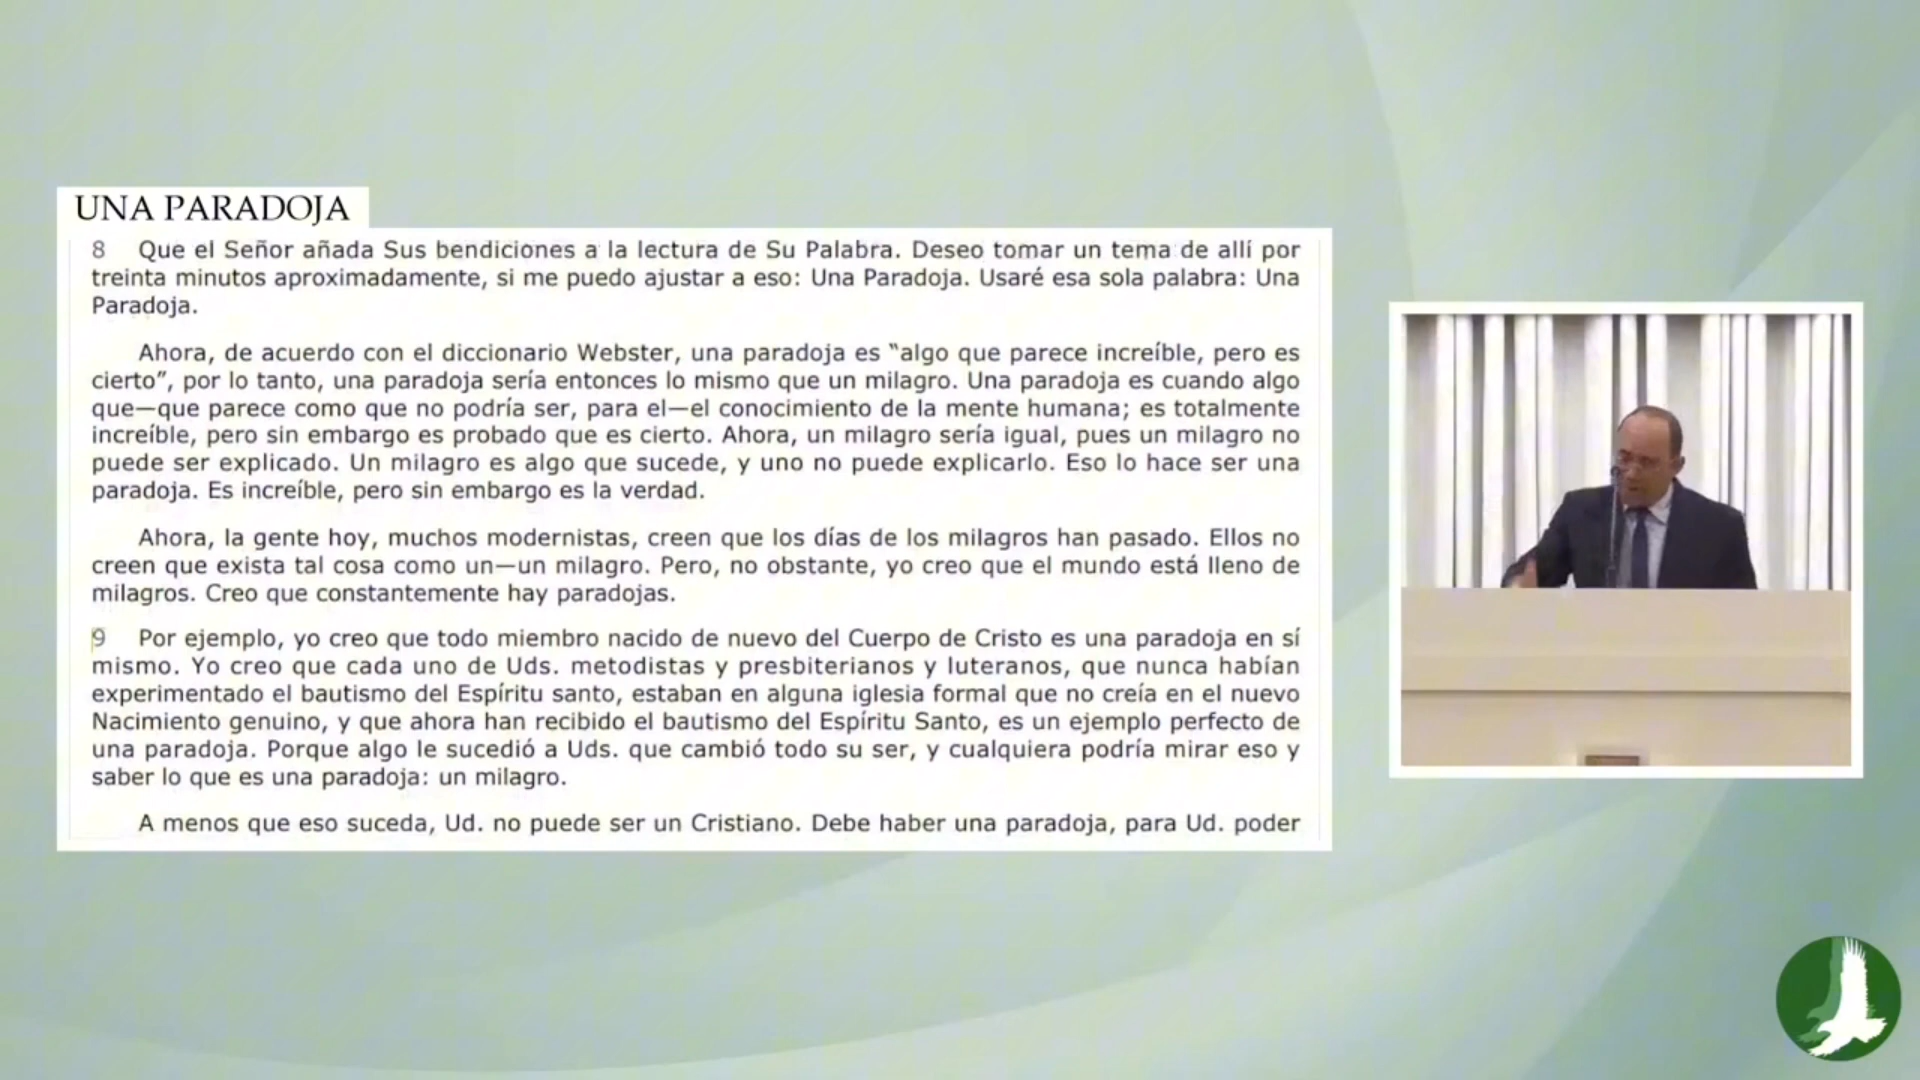 UNA PARADOJA
8 Que el Señor añada Sus bendiciones a la lectura de Su Palabra. Deseo tomar un tema de allí por
treinta minutos aproximadamente, si me puedo ajustar a eso: Una Paradoja. Usaré esa sola palabra: Una
Paradoja.
Ahora, de acuerdo con el diccionario Webster, una paradoja es “algo que parece increíble, pero es
cierto”, por lo tanto, una paradoja sería entonces lo mismo que un milagro. Una paradoja es cuando algo
que—que parece como que no podría ser, para el—el conocimiento de la mente humana; es totalmente
increíble, pero sin embargo es probado que es cierto. Ahora, un milagro sería igual, pues un milagro no
puede ser explicado. Un milagro es algo que sucede, y uno no puede explicarlo. Eso lo hace ser una
paradoja. Es increíble, pero sin embargo es la verdad.
Ahora, la gente hoy, muchos modernistas, creen que los días de los milagros han pasado. Ellos no
creen que exista tal cosa como un—un milagro. Pero, no obstante, yo creo que el mundo está lleno de
milagros. Creo que constantemente hay paradojas.
9 Por ejemplo, yo creo que todo miembro nacido de nuevo del Cuerpo de Cristo es una paradoja en sí
mismo. Yo creo que cada uno de Uds. metodistas y presbiterianos y luteranos, que nunca habían
experimentado el bautismo del Espíritu santo, estaban en alguna iglesia formal que no creía en el nuevo
Nacimiento genuino, y que ahora han recibido el bautismo del Espíritu Santo, es un ejemplo perfecto de
una paradoja. Porque algo le sucedió a Uds. que cambió todo su ser, y cualquiera podría mirar eso y
saber lo que es una paradoja: un milagro.
A menos que eso suceda, Ud. no puede ser un Cristiano. Debe haber una paradoja, para Ud. poder